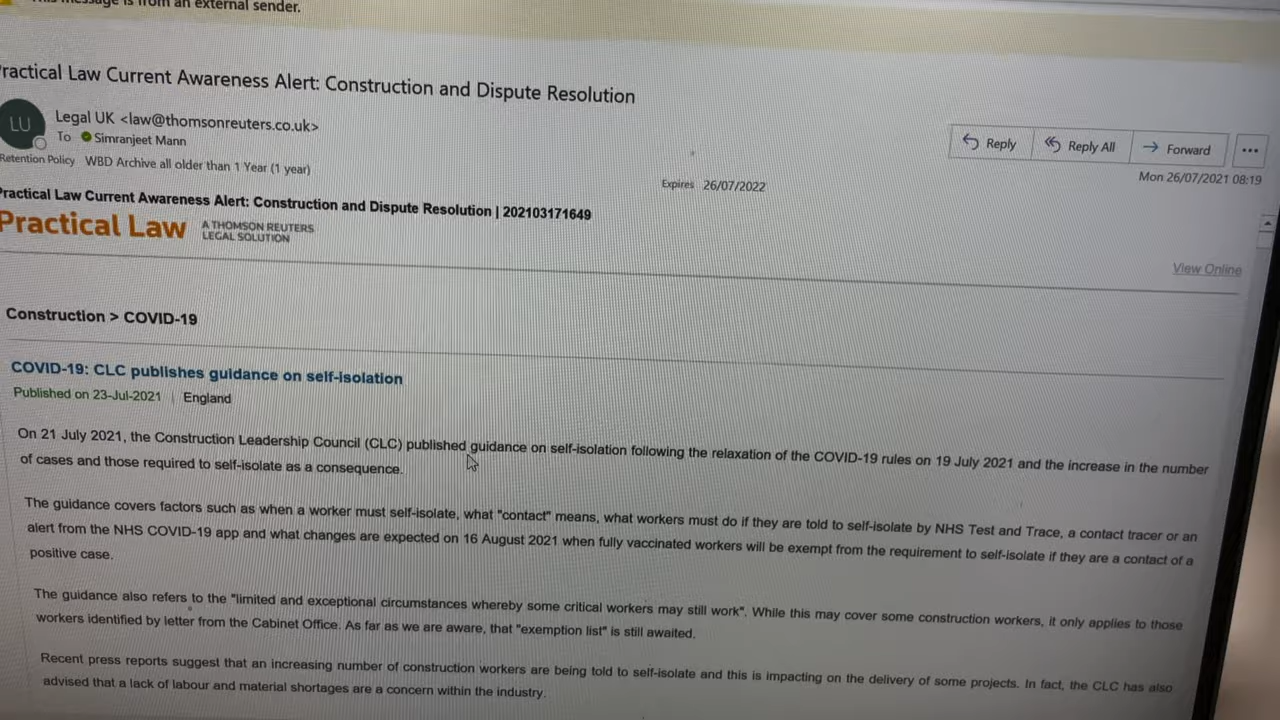 message is from an external sender.
ractical Law Current Awareness Alert: Construction and Dispute Resolution
LU
Legal UK <law@thomsonreuters.co.uk>
To Simranjeet Mann
Reply
Reply All
Forward
...
Retention Policy WBD Archive all older than 1 Year (1 year)
Expires 26/07/2022
Mon 26/07/2021 08:19
Practical Law Current Awareness Alert: Construction and Dispute Resolution | 202103171649
Practical Law
A THOMSON REUTERS
LEGAL SOLUTION
View Online
Construction > COVID-19
COVID-19: CLC publishes guidance on self-isolation
Published on 23-Jul-2021 | England
On 21 July 2021, the Construction Leadership Council (CLC) published guidance on self-isolation following the relaxation of the COVID-19 rules on 19 July 2021 and the increase in the number
of cases and those required to self-isolate as a consequence.
The guidance covers factors such as when a worker must self-isolate, what "contact" means, what workers must do if they are told to self-isolate by NHS Test and Trace, a contact tracer or an
alert from the NHS COVID-19 app and what changes are expected on 16 August 2021 when fully vaccinated workers will be exempt from the requirement to self-isolate if they are a contact of a
positive case.
The guidance also refers to the "limited and exceptional circumstances whereby some critical workers may still work". While this may cover some construction workers, it only applies to those
workers identified by letter from the Cabinet Office. As far as we are aware, that "exemption list" is still awaited.
Recent press reports suggest that an increasing number of construction workers are being told to self-isolate and this is impacting on the delivery of some projects. In fact, the CLC has also
advised that a lack of labour and material shortages are a concern within the industry.